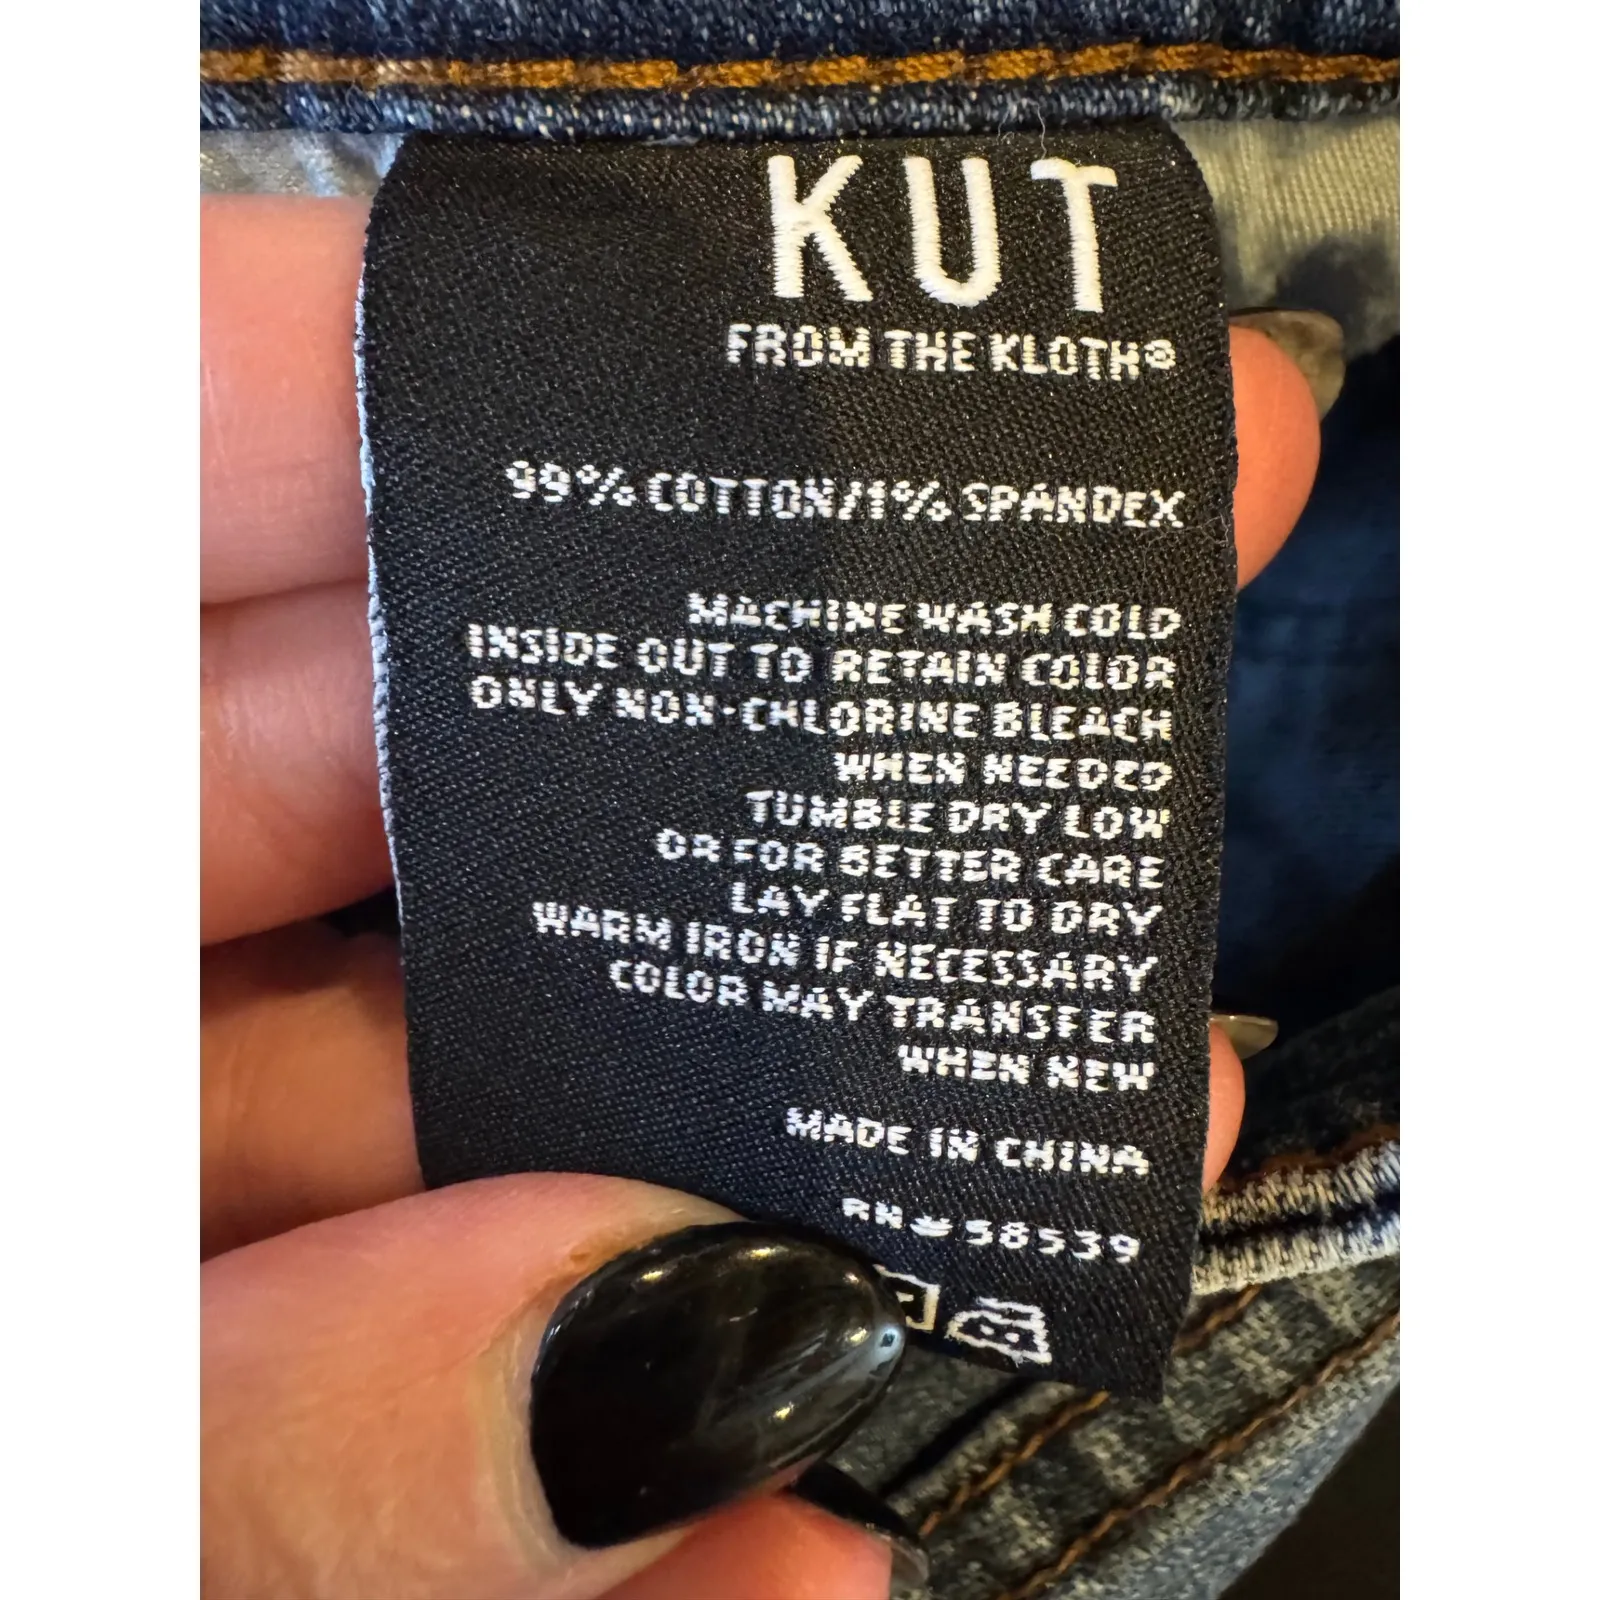 KUT
FROM THE KLOTH®
99% COTTON/1% SPANDEX
MACHINE WASH COLD
INSIDE OUT TO RETAIN COLOR
ONLY NON-CHLORINE BLEACH
WHEN NEEDED
TUMBLE DRY LOW
OR FOR BETTER CARE
LAY FLAT TO DRY
WARM IRON IF NECESSARY
COLOR MAY TRANSFER
WHEN NEW
MADE IN CHINA
RN# 58539